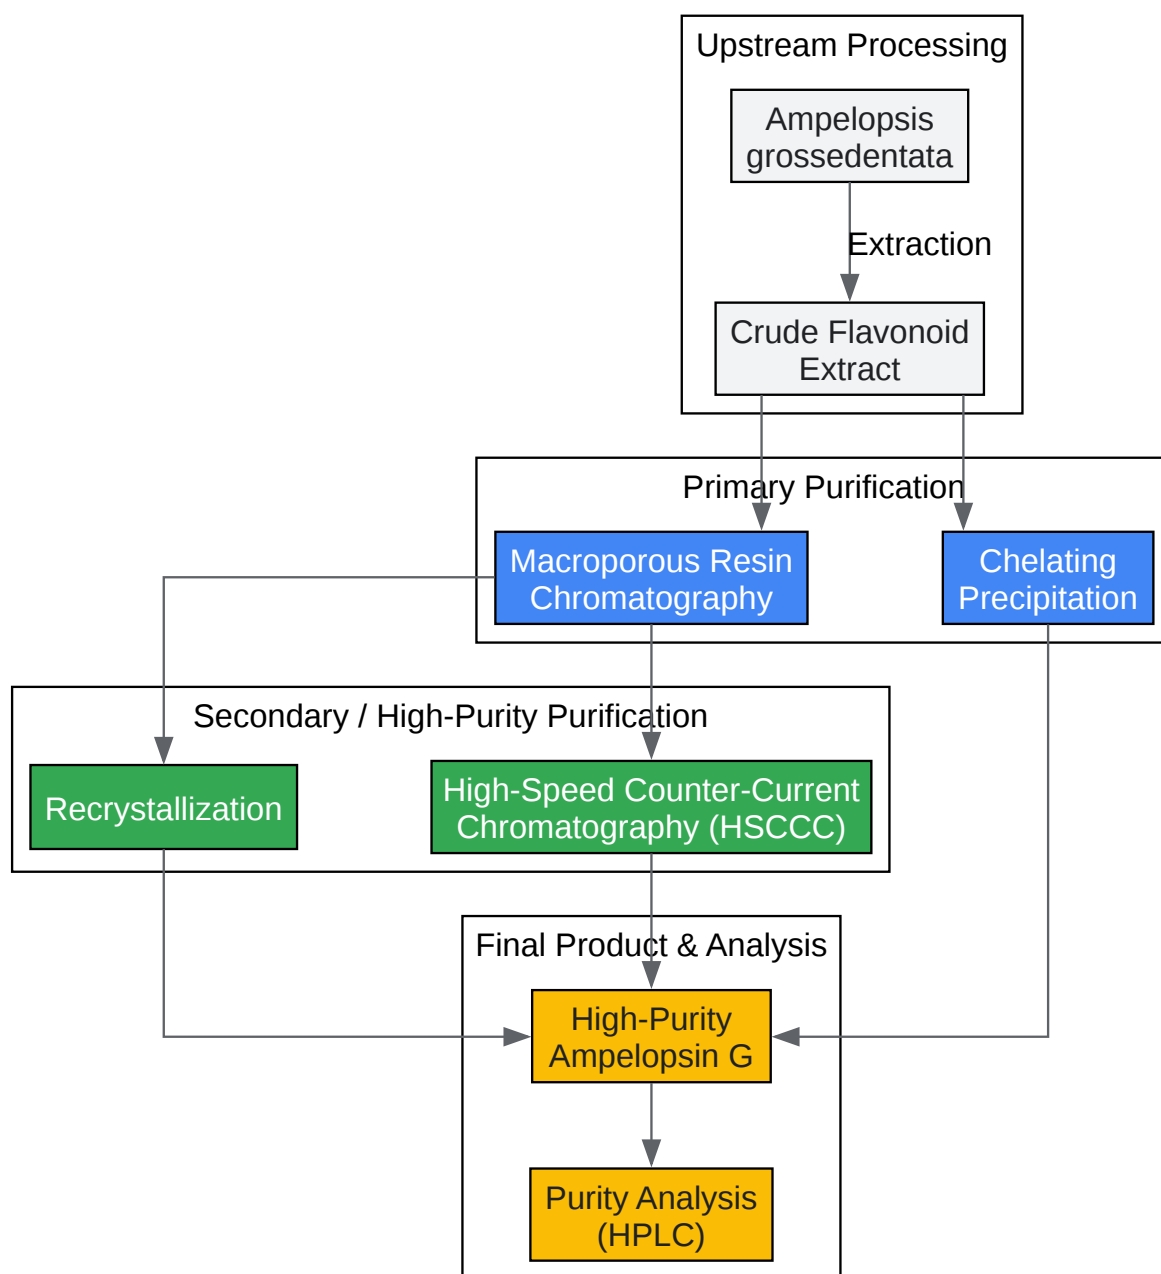 Upstream Processing
Ampelopsis
grossedentata
Extraction
Crude Flavonoid
Extract
Primary Purification
Macroporous Resin
Chromatography
Chelating
Precipitation
Secondary / High-Purity Purification
Recrystallization
High-Speed Counter-Current
Chromatography (HSCCC)
Final Product & Analysis
High-Purity
Ampelopsin G
Purity Analysis
(HPLC)